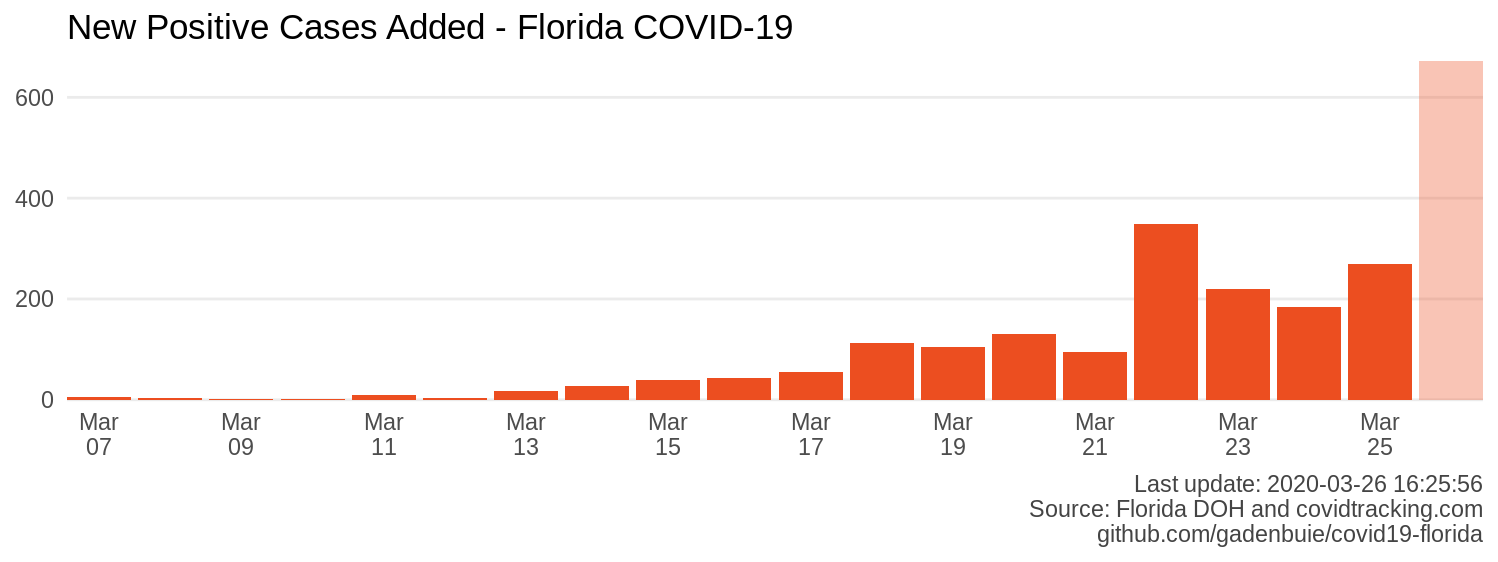 New Positive Cases Added - Florida COVID-19
600
400
200
0
Mar
07
Mar
09
Mar
11
Mar
13
Mar
15
Mar
17
Mar
19
Mar
21
Mar
23
Mar
25
Last update: 2020-03-26 16:25:56
Source: Florida DOH and covidtracking.com
github.com/gadenbuie/covid19-florida